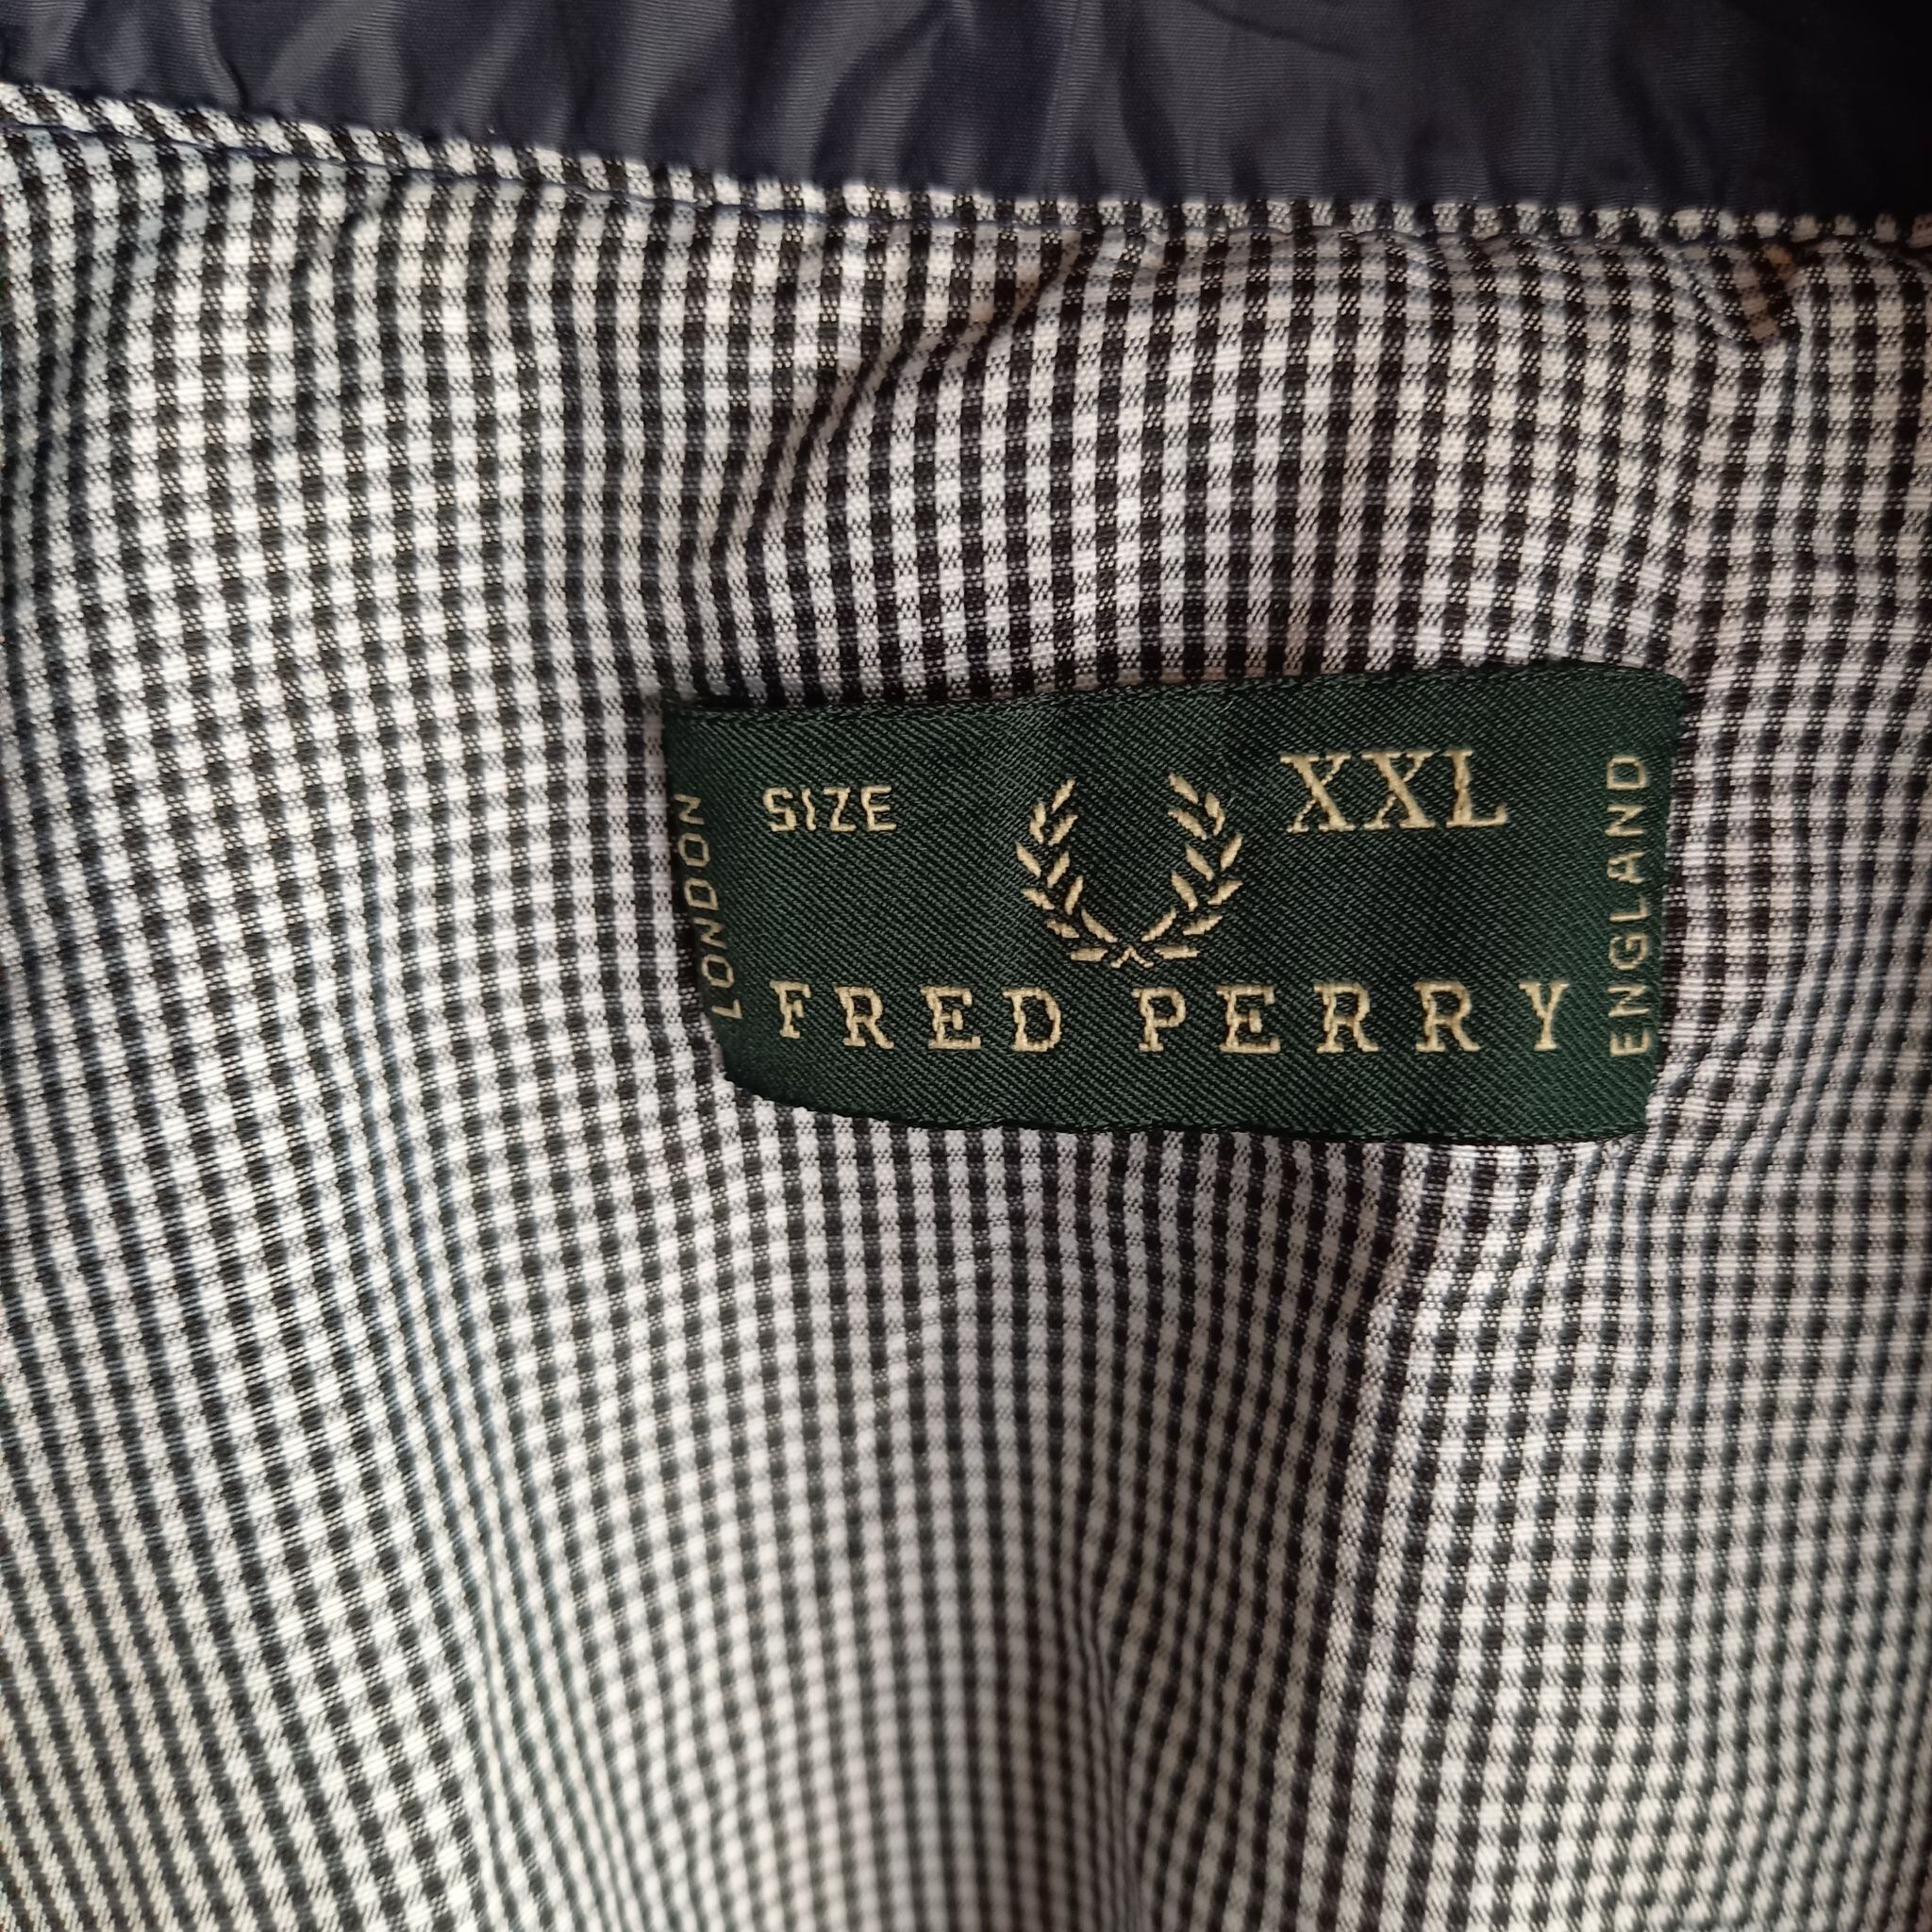 SIZE XXL
LONDON
FRED PERRY
ENGLAND